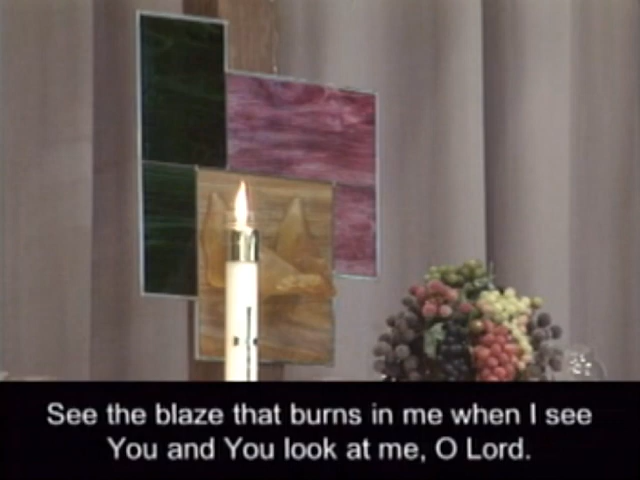 See the blaze that burns in me when I see
You and You look at me, O Lord.